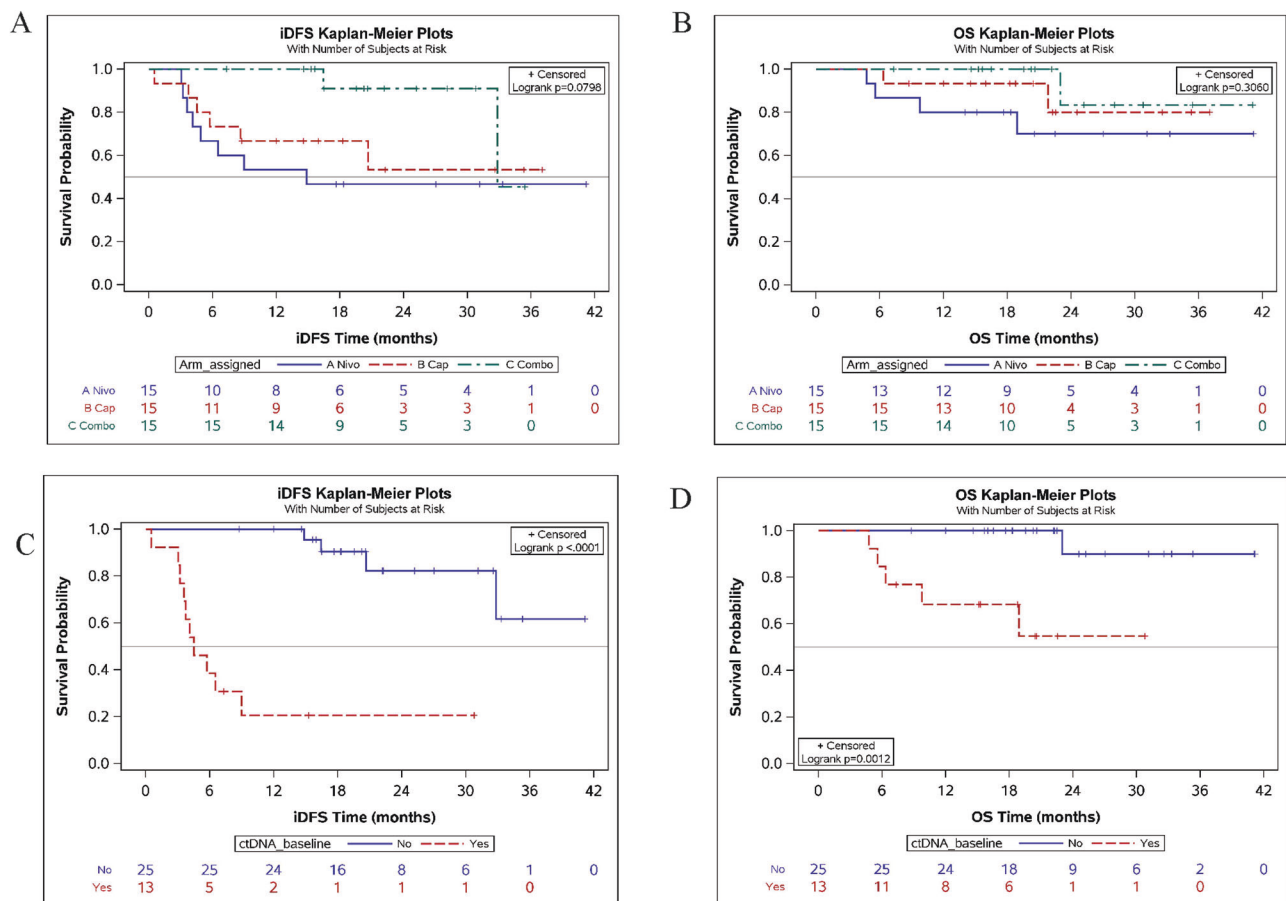 A
iDFS Kaplan-Meier Plots
With Number of Subjects at Risk
+ Censored
Logrank p=0.0798
Survival Probability
1.0
0.8
0.6
0.4
0.2
0.0
0 6 12 18 24 30 36 42
iDFS Time (months)
Arm_assigned A Nivo B Cap C Combo
A Nivo 15 10 8 6 5 4 1 0
B Cap 15 11 9 6 3 3 1 0
C Combo 15 15 14 9 5 3 0
B
OS Kaplan-Meier Plots
With Number of Subjects at Risk
+ Censored
Logrank p=0.3060
Survival Probability
1.0
0.8
0.6
0.4
0.2
0.0
0 6 12 18 24 30 36 42
OS Time (months)
Arm_assigned A Nivo B Cap C Combo
A Nivo 15 13 12 9 5 4 1 0
B Cap 15 15 13 10 4 3 1 0
C Combo 15 15 14 10 5 3 1 0
C
iDFS Kaplan-Meier Plots
With Number of Subjects at Risk
+ Censored
Logrank p <.0001
Survival Probability
1.0
0.8
0.6
0.4
0.2
0.0
0 6 12 18 24 30 36 42
iDFS Time (months)
ctDNA_baseline No Yes
No 25 25 24 16 8 6 1 0
Yes 13 5 2 1 1 1 0
D
OS Kaplan-Meier Plots
With Number of Subjects at Risk
Survival Probability
1.0
0.8
0.6
0.4
0.2
0.0
+ Censored
Logrank p=0.0012
0 6 12 18 24 30 36 42
OS Time (months)
ctDNA_baseline No Yes
No 25 25 24 18 9 6 2 0
Yes 13 11 8 6 1 1 0